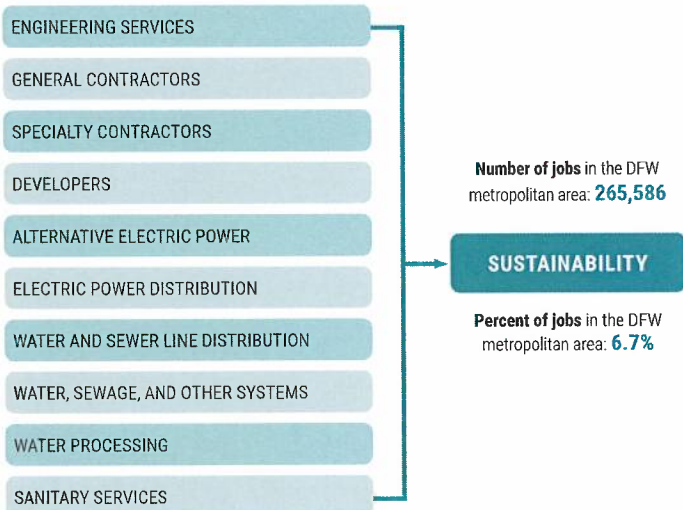 ENGINEERING SERVICES
GENERAL CONTRACTORS
SPECIALTY CONTRACTORS
DEVELOPERS
ALTERNATIVE ELECTRIC POWER
ELECTRIC POWER DISTRIBUTION
WATER AND SEWER LINE DISTRIBUTION
WATER, SEWAGE, AND OTHER SYSTEMS
WATER PROCESSING
SANITARY SERVICES
Number of jobs in the DFW
metropolitan area: 265,586
SUSTAINABILITY
Percent of jobs in the DFW
metropolitan area: 6.7%